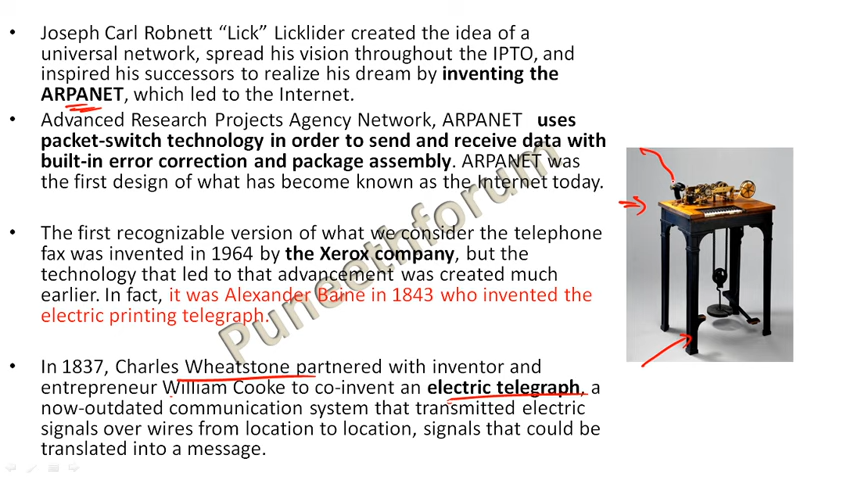 • Joseph Carl Robnett “Lick” Licklider created the idea of a
universal network, spread his vision throughout the IPTO, and
inspired his successors to realize his dream by inventing the
ARPANET, which led to the Internet.
• Advanced Research Projects Agency Network, ARPANET uses
packet-switch technology in order to send and receive data with
built-in error correction and package assembly. ARPANET was
the first design of what has become known as the Internet today.
• The first recognizable version of what we consider the telephone
fax was invented in 1964 by the Xerox company, but the
technology that led to that advancement was created much
earlier. In fact, it was Alexander Baine in 1843 who invented the
electric printing telegraph.
• In 1837, Charles Wheatstone partnered with inventor and
entrepreneur William Cooke to co-invent an electric telegraph, a
now-outdated communication system that transmitted electric
signals over wires from location to location, signals that could be
translated into a message.
Puneethforum